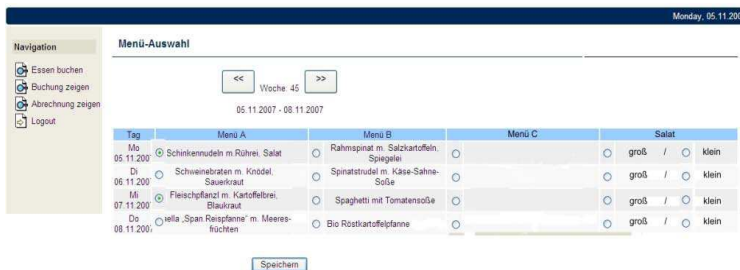 Monday, 05.11.200
Navigation
Essen buchen
Buchung zeigen
Abrechnung zeigen
Logout
Menü-Auswahl
<< Woche: 45 >>
05.11.2007 - 08.11.2007
Tag Menü A Menü B Menü C Salat
Mo 05.11.200 Schinkennudeln m.Rührei, Salat Rahmspinat m. Salzkartoffeln, Spiegelei groß / klein
Di 06.11.200 Schweinebraten m. Knödel, Sauerkraut Spinatstrudel m. Käse-Sahne-Soße groß / klein
Mi 07.11.200 Fleischpflanzl m. Kartoffelbrei, Blaukraut Spaghetti mit Tomatensoße groß / klein
Do 08.11.200 uella „Span Reispfanne“ m. Meeres-früchten Bio Röstkartoffelpfanne groß / klein
Speichern